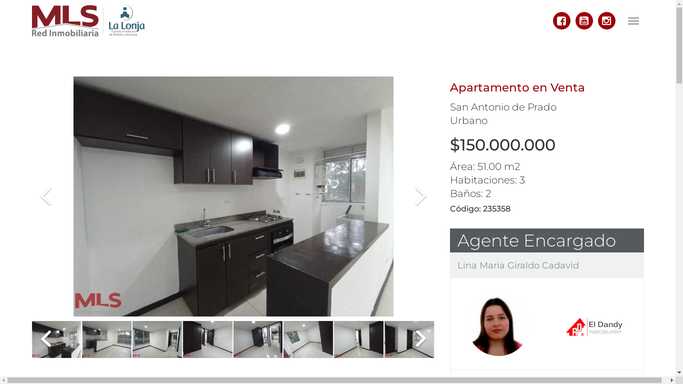 MLS
Red Inmobiliaria
La Lonja
Apartamento en Venta
San Antonio de Prado
Urbano
$150.000.000
Área: 51.00 m2
Habitaciones: 3
Baños: 2
Código: 235358
MLS
Agente Encargado
Lina Maria Giraldo Cadavid
El Dandy